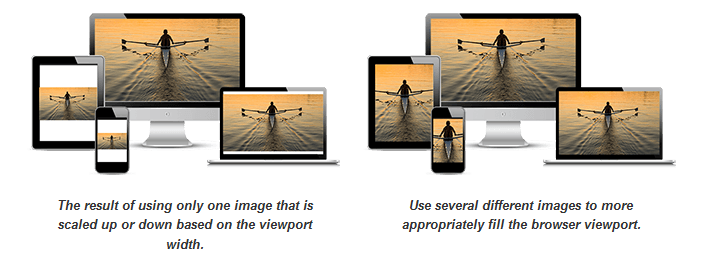 The result of using only one image that is
scaled up or down based on the viewport
width.
Use several different images to more
appropriately fill the browser viewport.